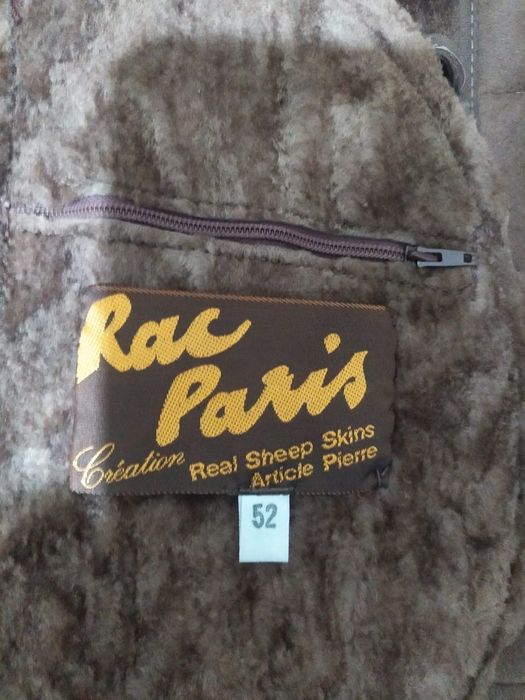 Rac
Paris
Création
Real Sheep Skins
Article Pierre
52